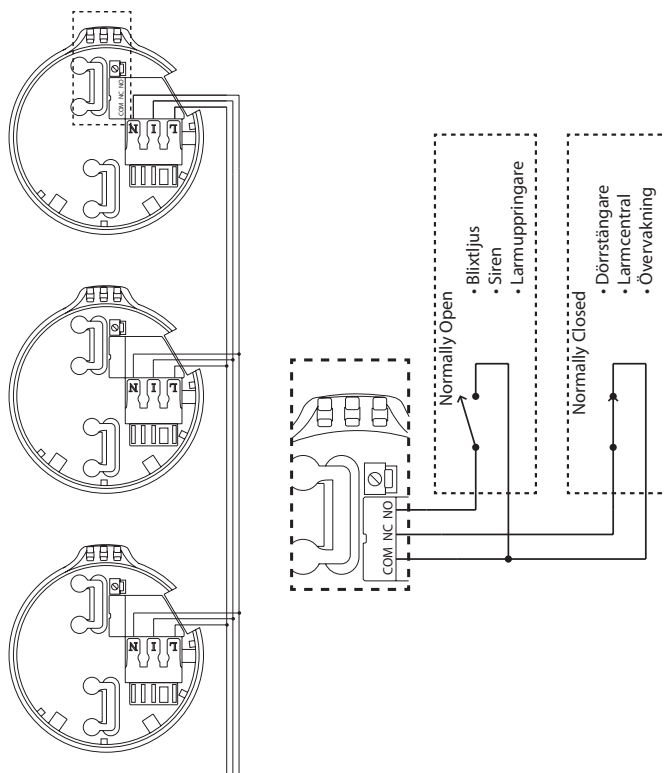 COM NC NO
N I L
N I L
N I L
COM NC NO
Normally Open
• Blixtljus
• Siren
• Larmuppringare
Normally Closed
• Dörrstängare
• Larmcentral
• Övervakning